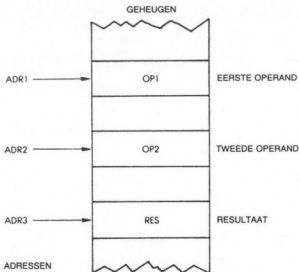 GEHEUGEN
ADR1 OP1 EERSTE OPERAND
ADR2 OP2 TWEEDE OPERAND
ADR3 RES RESULTAAT
ADRESSEN